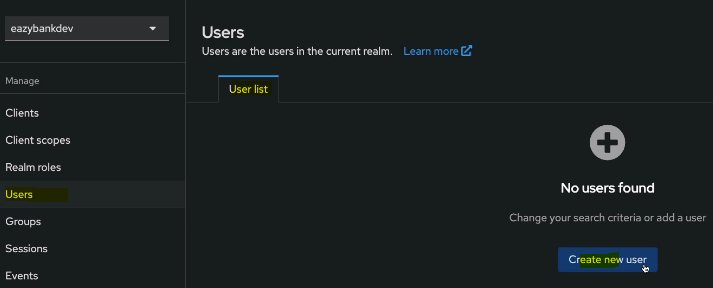 eazybankdev
Manage
Clients
Client scopes
Realm roles
Users
Groups
Sessions
Events
Users
Users are the users in the current realm. Learn more
User list
No users found
Change your search criteria or add a user
Create new user